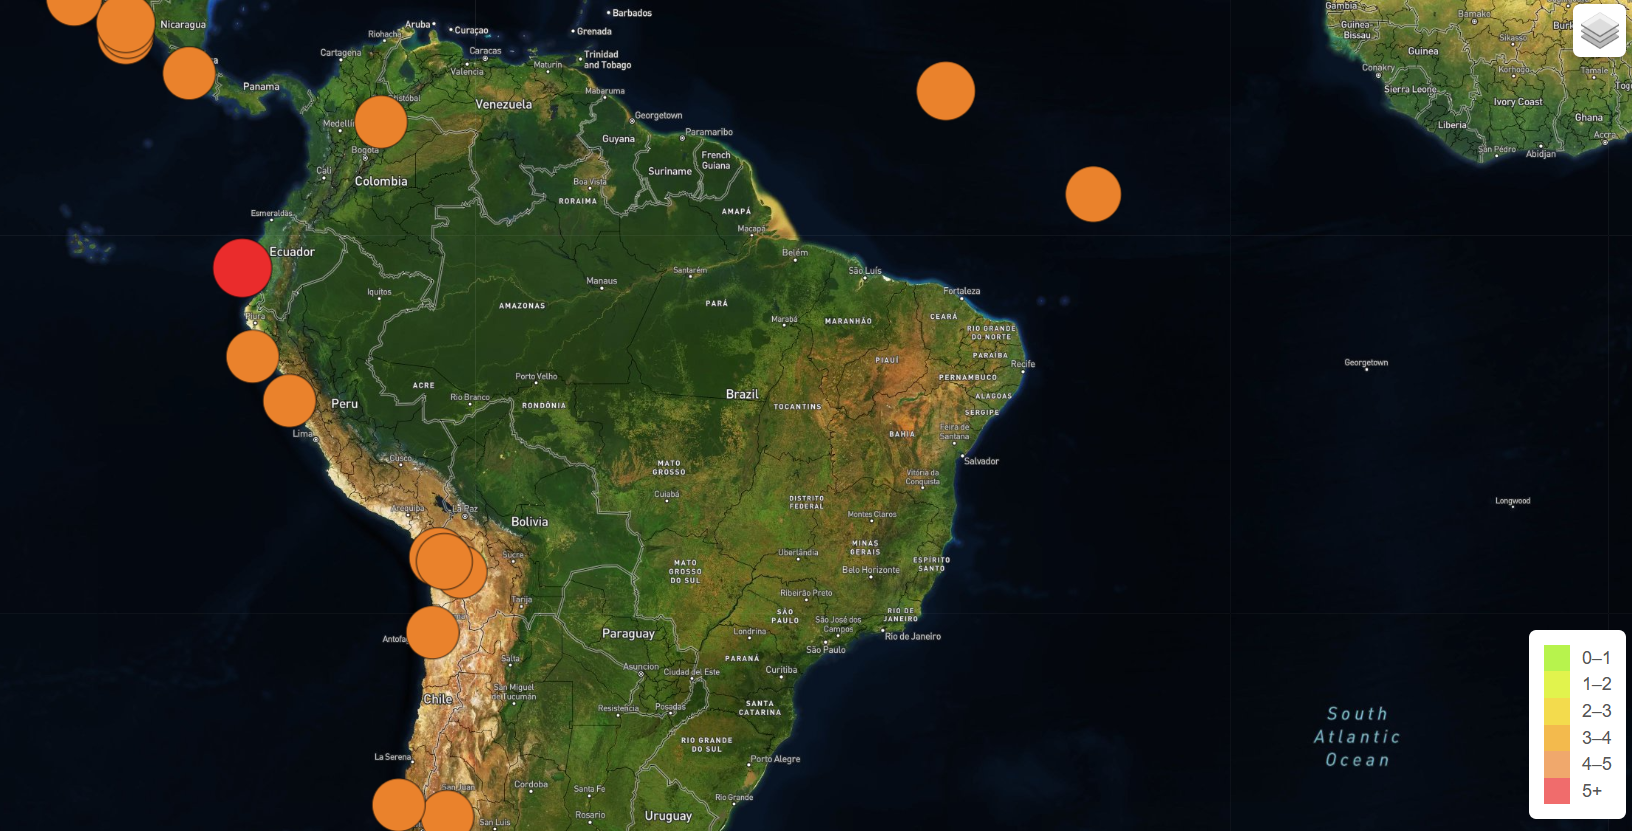 Nicaragua
Aruba
Curaçao
Barbados
Grenada
Riohacha
Cartagena
Caracas
Valencia
Maturín
Trinidad
and Tobago
Panama
Venezuela
Mabaruma
Georgetown
Paramaribo
Guyana
French
Guiana
Suriname
Bogota
Colombia
Cali
Boa Vista
RORAIMA
AMAPÁ
Macapá
Esmeraldas
Ecuador
Belém
São Luís
Fortaleza
Iquitos
Manaus
Santarém
AMAZONAS
PARÁ
Marabá
MARANHÃO
CEARÁ
RIO GRANDE
DO NORTE
PARAÍBA
Recife
PIAUÍ
PERNAMBUCO
ALAGOAS
SERGIPE
Piura
ACRE
Porto Velho
Rio Branco
RONDÔNIA
Brazil
TOCANTINS
Peru
Lima
Cusco
BAHIA
Feira de
Santana
Salvador
Vitória da
Conquista
MATO
GROSSO
Cuiabá
DISTRITO
FEDERAL
Montes Claros
Arequipa
La Paz
Bolivia
Sucre
MINAS
GERAIS
Uberlândia
Belo Horizonte
ESPÍRITO
SANTO
MATO
GROSSO
DO SUL
Ribeirão Preto
Tarija
SÃO
PAULO
São José dos
Campos
RIO DE
JANEIRO
Rio de Janeiro
Londrina
São Paulo
Paraguay
PARANÁ
Curitiba
Antofa
Salta
Asuncion
Ciudad del Este
San Miguel
de Tucumán
Chile
Resistencia
Posadas
SANTA
CATARINA
RIO GRANDE
DO SUL
Porto Alegre
La Serena
San Juan
Cordoba
Santa Fe
Rio Grande
San Luis
Rosario
Uruguay
Gambia
Guinea-
Bissau
Bamako
Sikasso
Guinea
Conakry
Korhogo
Tamale
Sierra Leone
Ivory Coast
Ghana
Liberia
Accra
San Pédro
Abidjan
Georgetown
Longwood
South
Atlantic
Ocean
0–1
1–2
2–3
3–4
4–5
5+